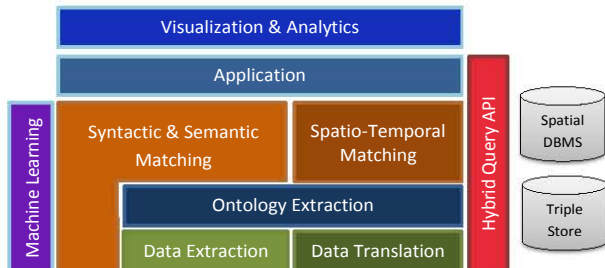 Visualization & Analytics
Application
Machine Learning
Syntactic & Semantic
Matching
Spatio-Temporal
Matching
Hybrid Query API
Spatial
DBMS
Ontology Extraction
Triple
Store
Data Extraction
Data Translation